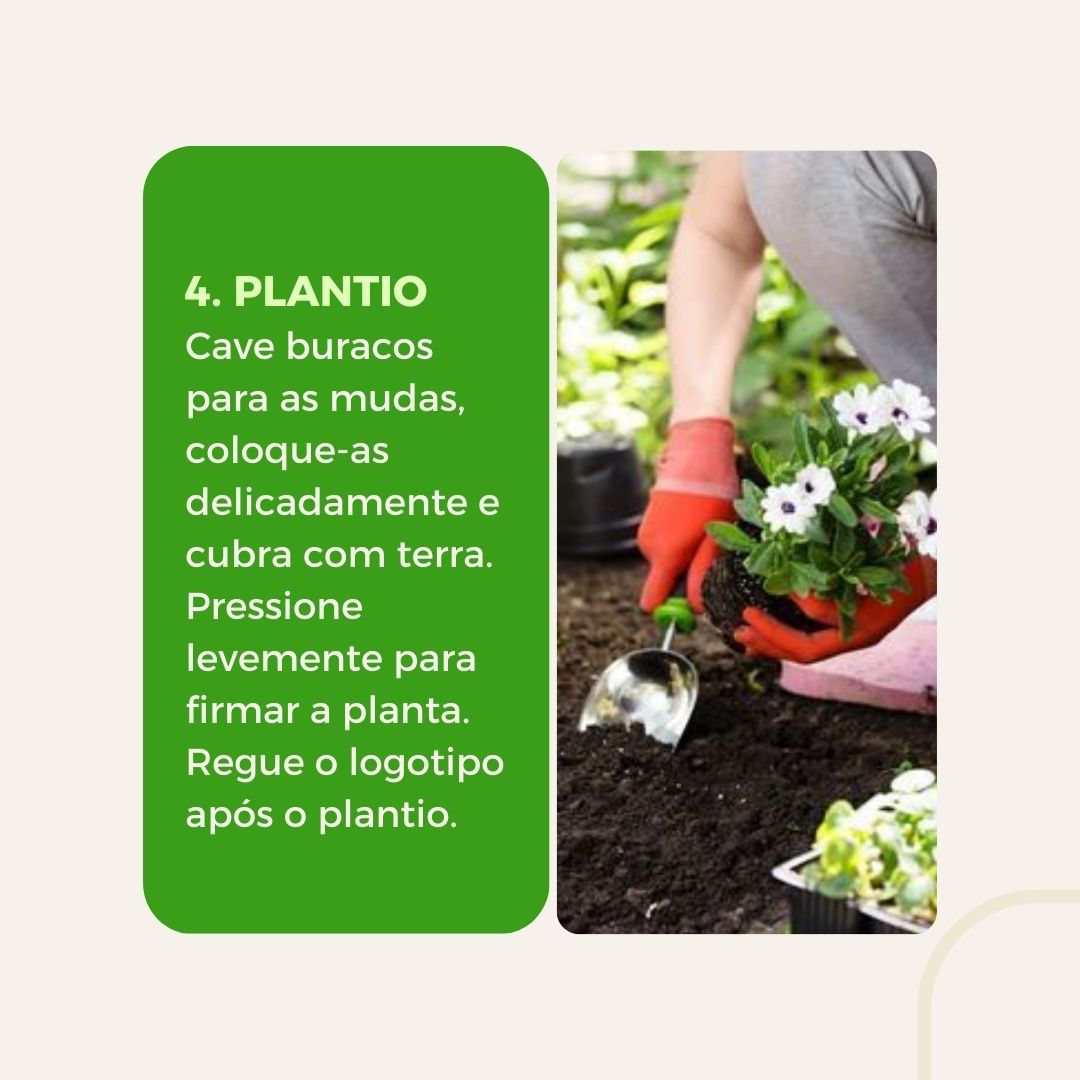 4. PLANTIO
Cave buracos
para as mudas,
coloque-as
delicadamente e
cubra com terra.
Pressione
levemente para
firmar a planta.
Regue o logotipo
após o plantio.